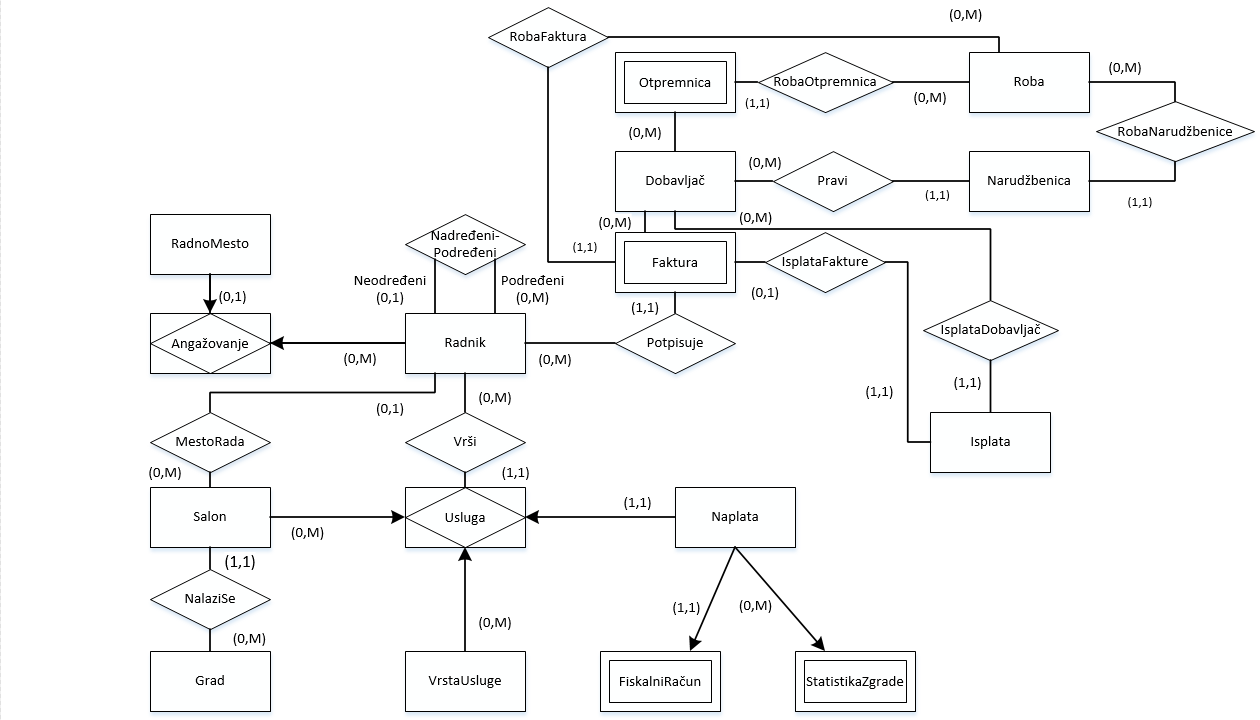 (0,M)
RobaFaktura
Otpremnica
RobaOtpremnica
Roba
(0,M)
(1,1)
(0,M)
(0,M)
RobaNarudžbenice
Dobavljač
(0,M)
Pravi
(1,1)
Narudžbenica
(1,1)
(0,M)
(0,M)
RadnoMesto
Nadređeni-
Podređeni
(1,1)
Faktura
IsplataFakture
Neodređeni
(0,1)
Podređeni
(0,M)
(0,1)
(0,1)
(1,1)
Angažovanje
(0,M)
Radnik
(0,M)
Potpisuje
IsplataDobavljač
(1,1)
(1,1)
(0,1)
(0,M)
MestoRada
Vrši
Isplata
(0,M)
(1,1)
Salon
(0,M)
Usluga
(1,1)
Naplata
(1,1)
NalaziSe
(0,M)
(0,M)
(1,1)
(0,M)
Grad
VrstaUsluge
FiskalniRačun
StatistikaZgrade